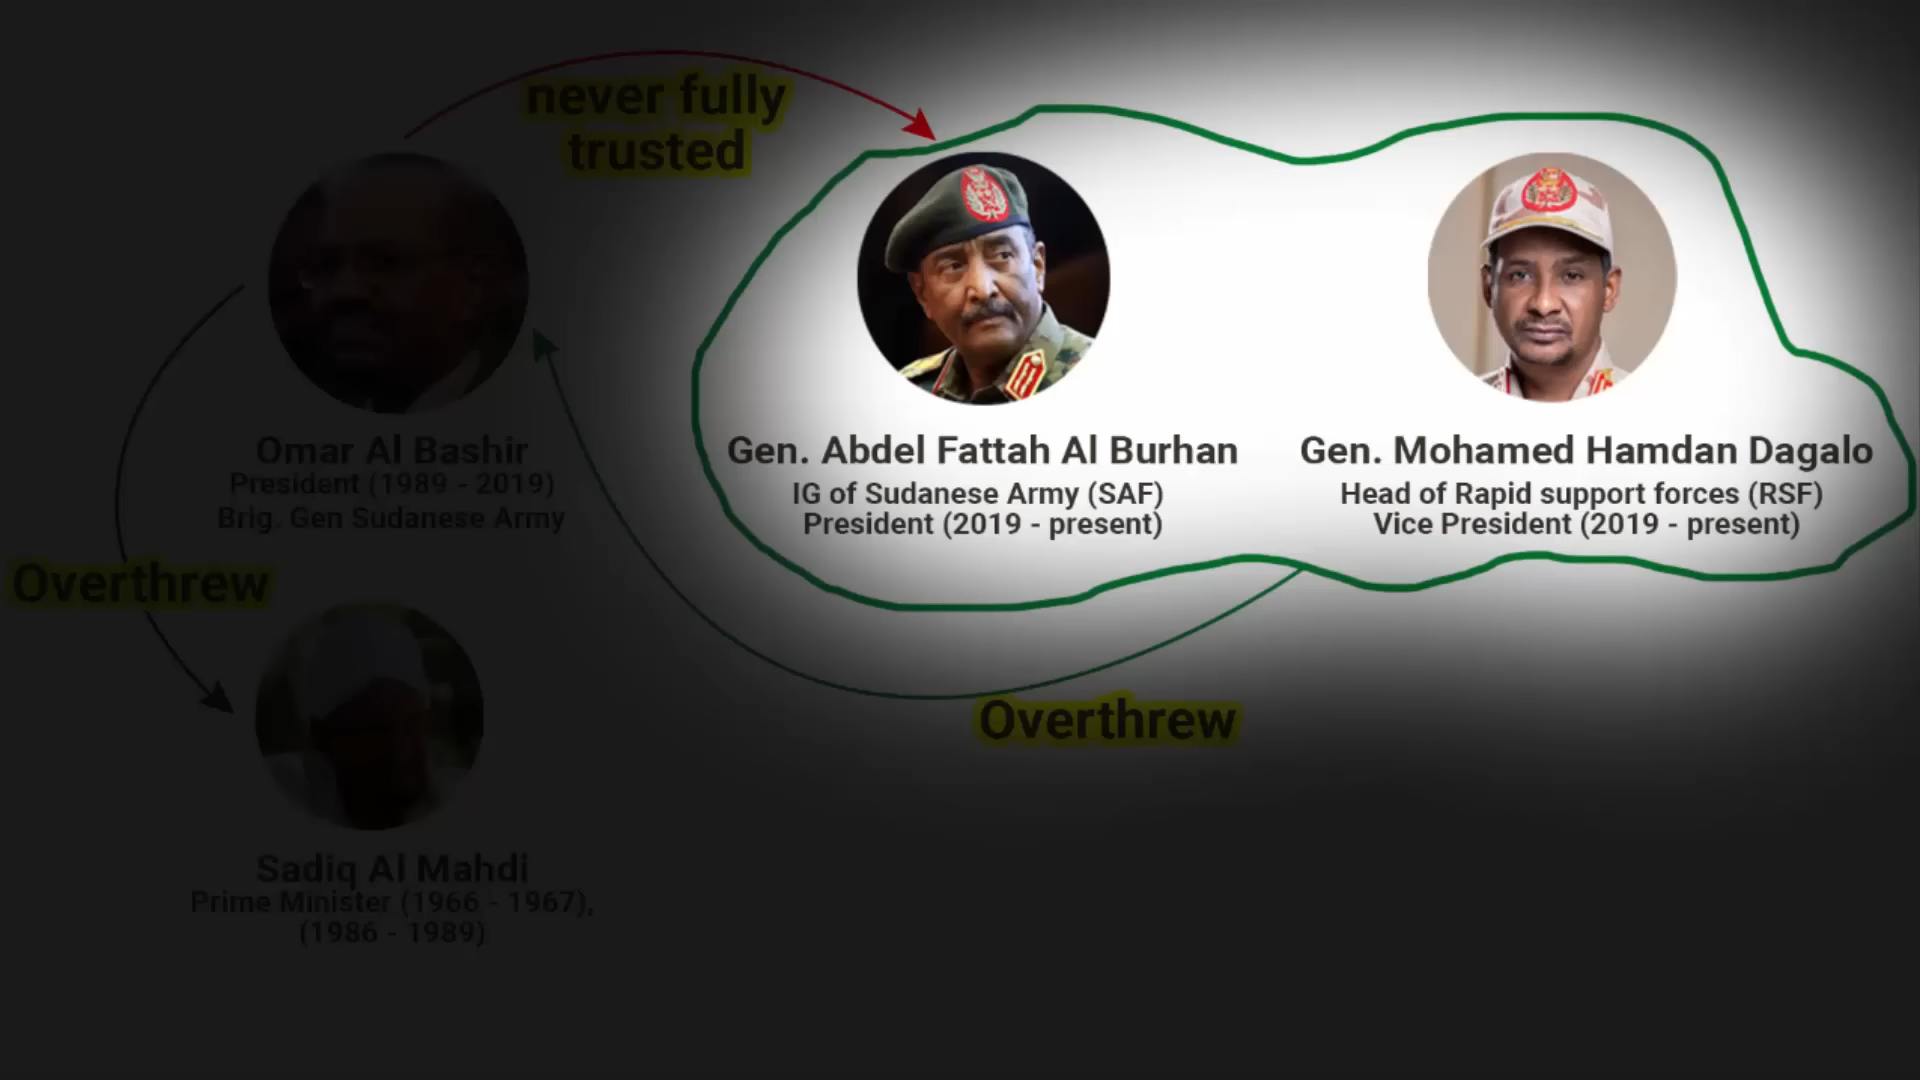 never fully
trusted
Omar Al Bashir
President (1989 - 2019)
Brig. Gen Sudanese Army
Gen. Abdel Fattah Al Burhan
IG of Sudanese Army (SAF)
President (2019 - present)
Gen. Mohamed Hamdan Dagalo
Head of Rapid support forces (RSF)
Vice President (2019 - present)
Overthrew
Overthrew
Sadiq Al Mahdi
Prime Minister (1966 - 1967),
(1986 - 1989)